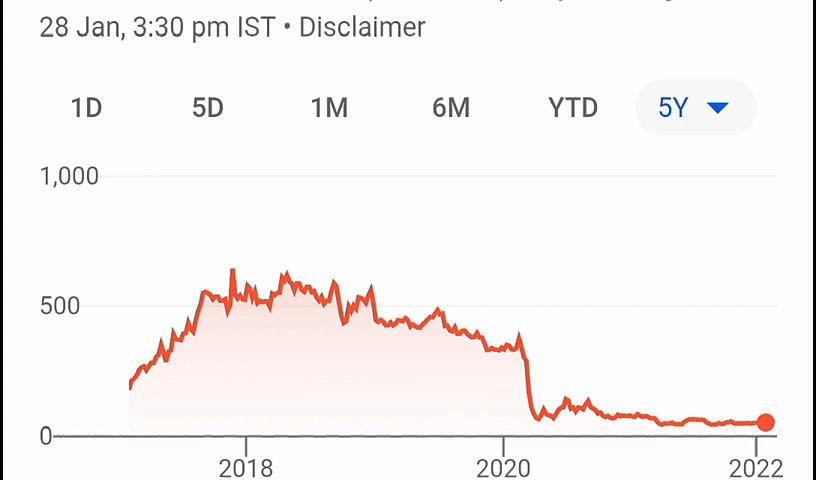 28 Jan, 3:30 pm IST • Disclaimer
1D 5D 1M 6M YTD 5Y
1,000
500
0
2018 2020 2022